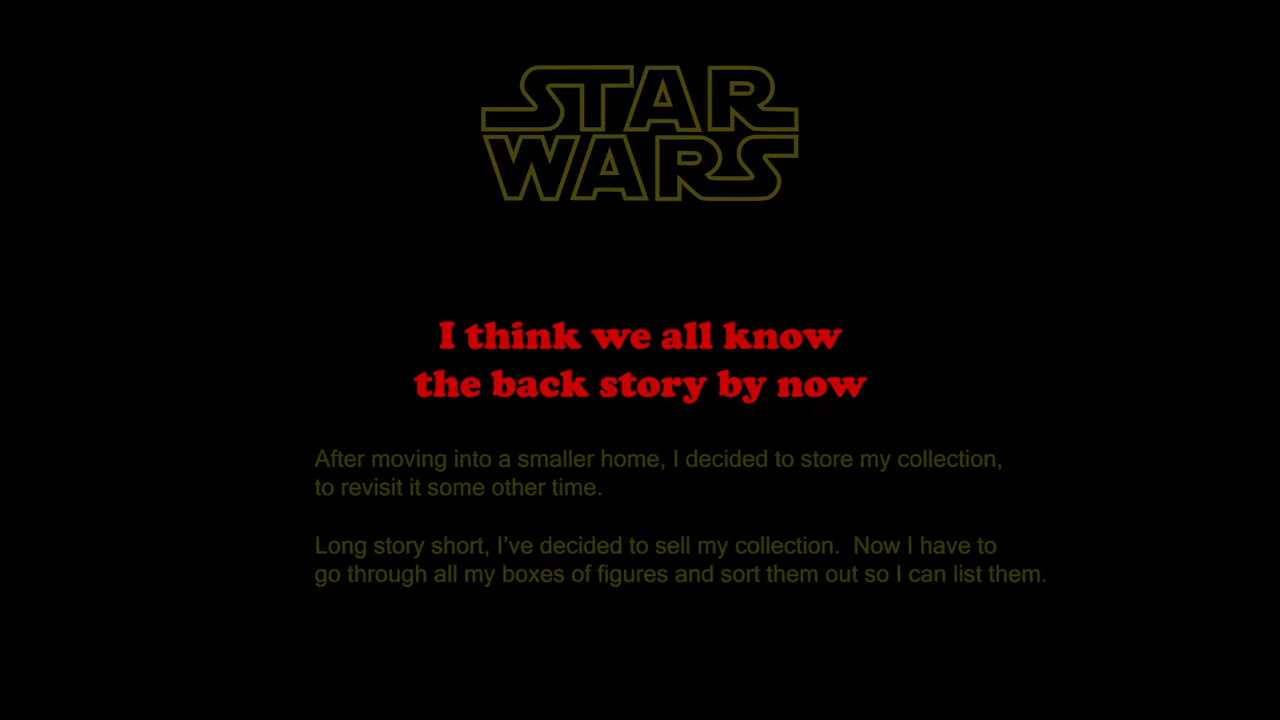 STAR
WARS
I think we all know
the back story by now
After moving into a smaller home, I decided to store my collection,
to revisit it some other time.
Long story short, I’ve decided to sell my collection.  Now I have to
go through all my boxes of figures and sort them out so I can list them.